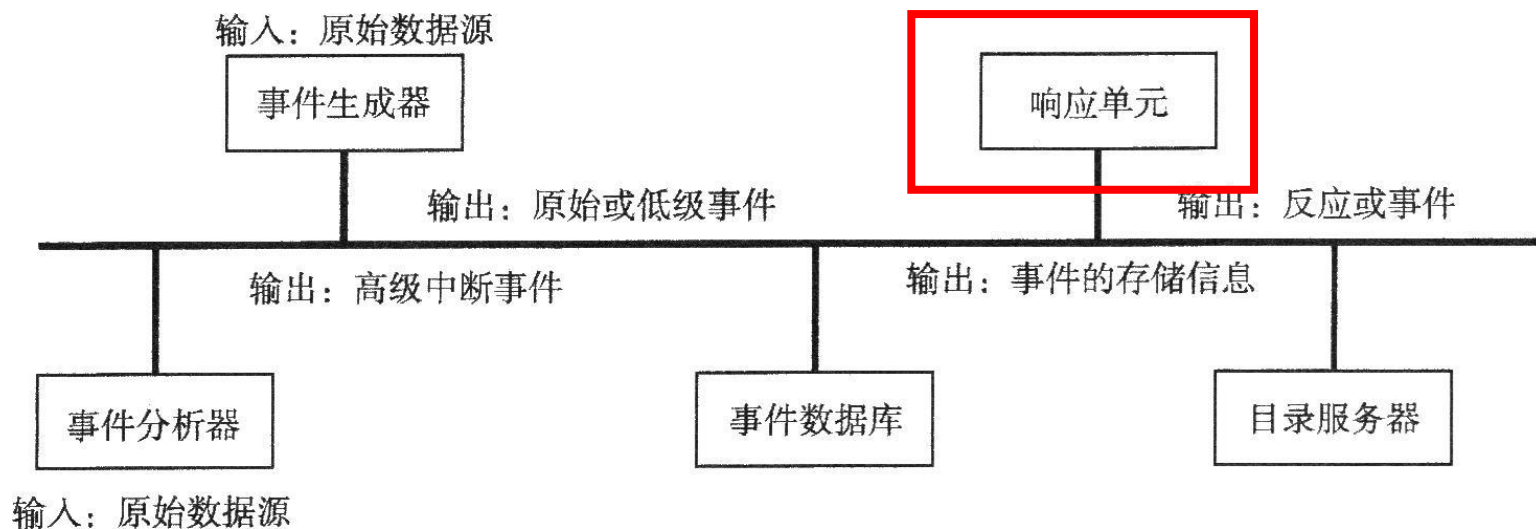 输入：原始数据源
事件生成器
响应单元
输出：原始或低级事件
输出：反应或事件
输出：高级中断事件
输出：事件的存储信息
事件分析器
事件数据库
目录服务器
输入：原始数据源